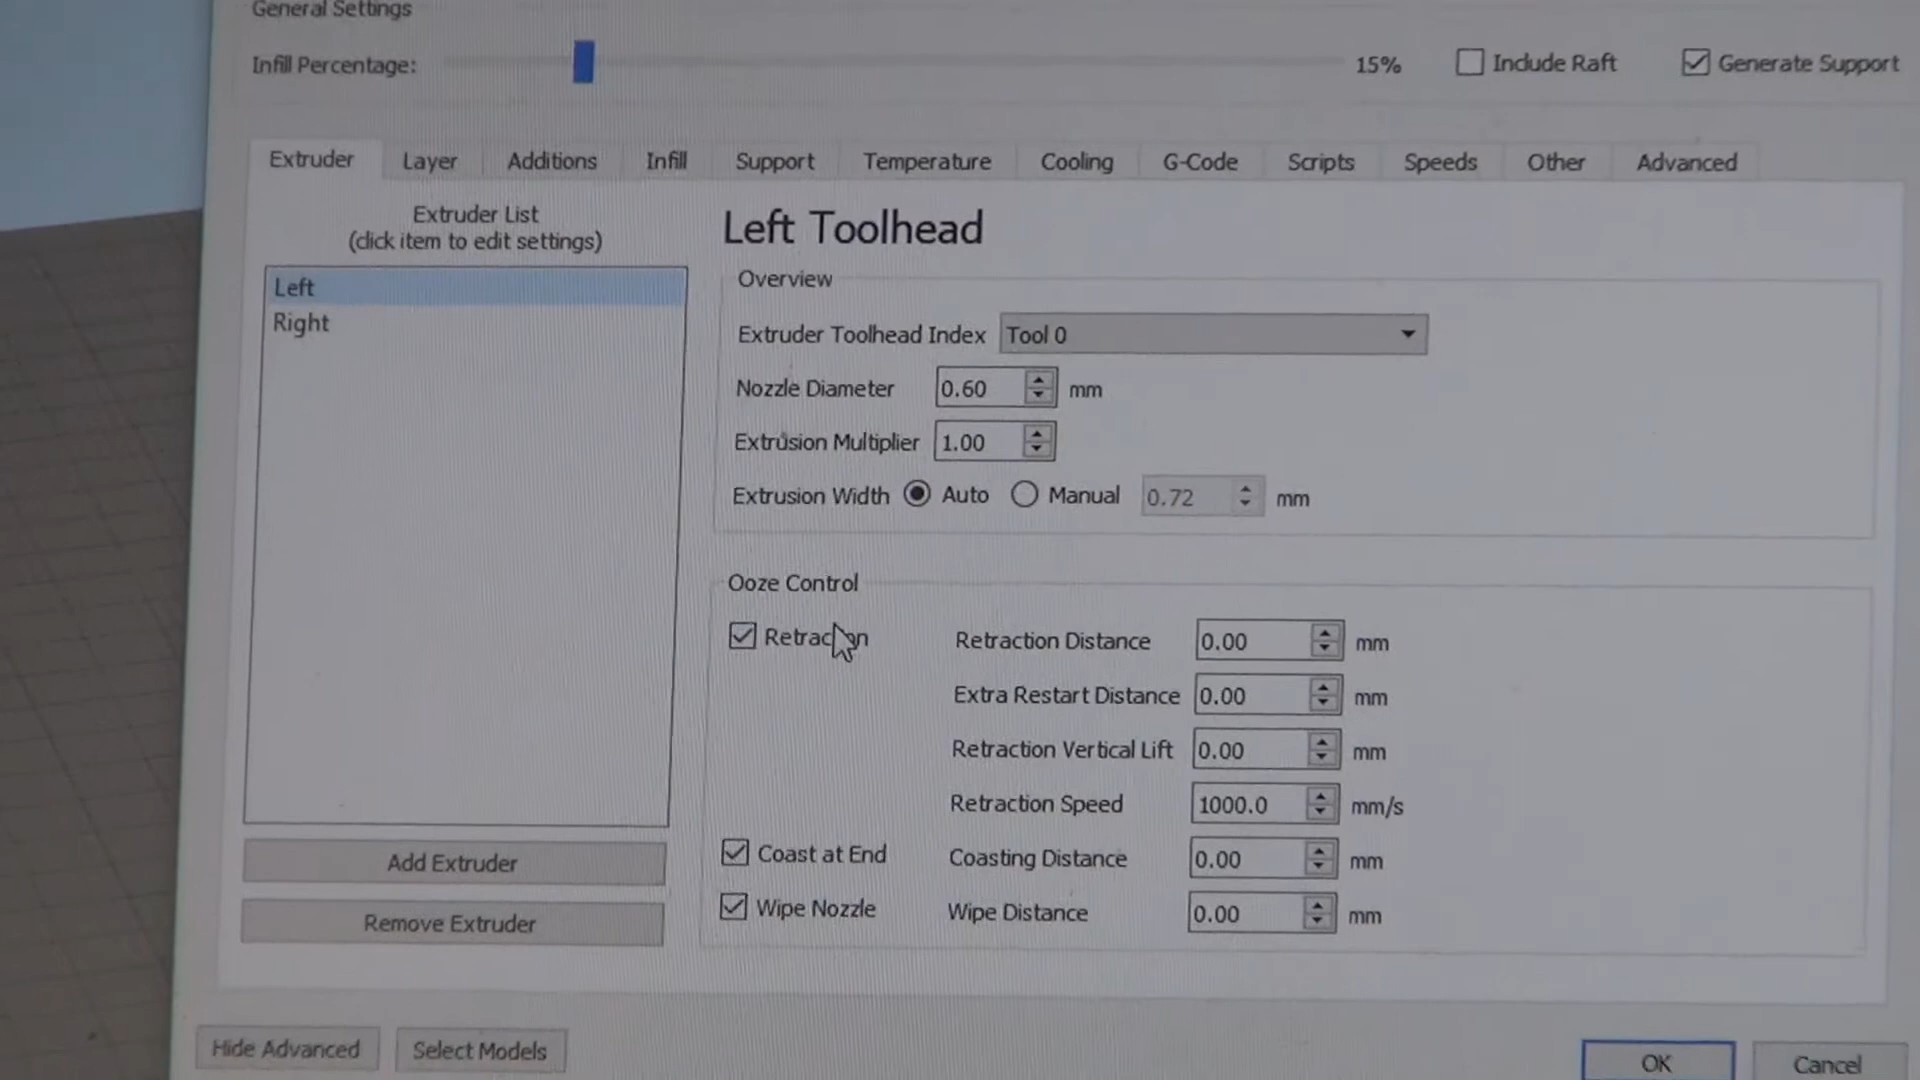 General Settings
Infill Percentage: 15% Include Raft Generate Support
Extruder Layer Additions Infill Support Temperature Cooling G-Code Scripts Speeds Other Advanced
Extruder List
(click item to edit settings)
Left
Right
Add Extruder
Remove Extruder
Left Toolhead
Overview
Extruder Toolhead Index Tool 0
Nozzle Diameter 0.60 mm
Extrusion Multiplier 1.00
Extrusion Width Auto Manual 0.72 mm
Ooze Control
Retraction Retraction Distance 0.00 mm
Extra Restart Distance 0.00 mm
Retraction Vertical Lift 0.00 mm
Retraction Speed 1000.0 mm/s
Coast at End Coasting Distance 0.00 mm
Wipe Nozzle Wipe Distance 0.00 mm
Hide Advanced Select Models OK Cancel